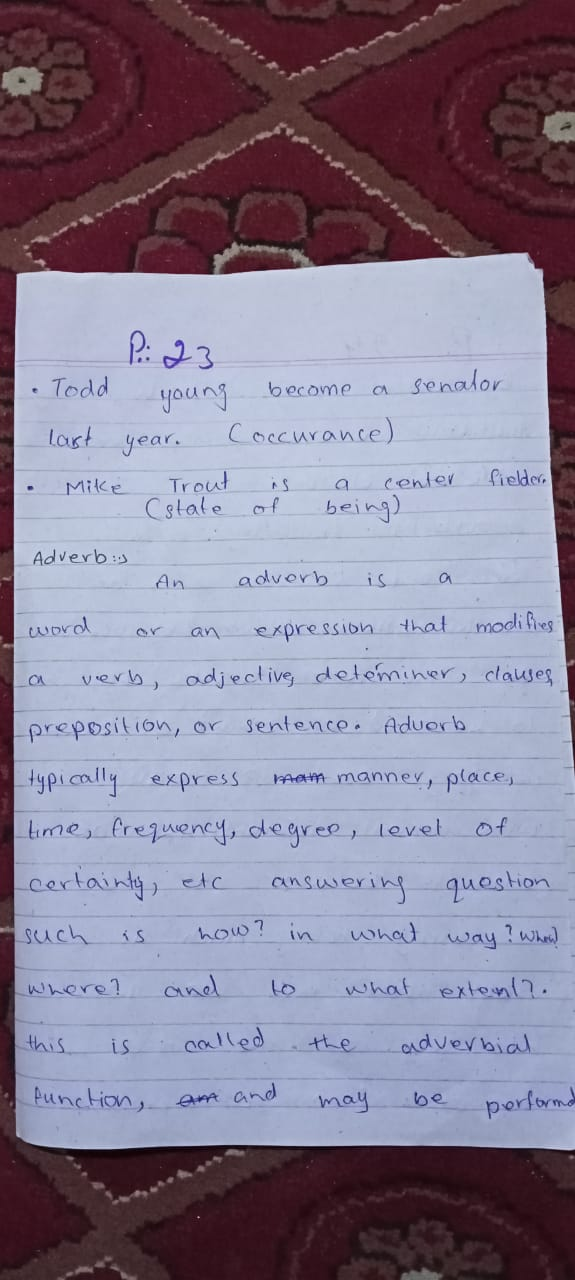 P.: 23
• Todd young become a senator
last year. (occurance)
• Mike Trout is a center fielder.
(state of being)
Adverb:⇒
An adverb is a
word or an expression that modifies
a verb, adjective, determiner, clauses,
preposition, or sentence. Adverb
typically express manner, place,
time, frequency, degree, level of
certainty, etc answering question
such is how? in what way? When?
where? and to what extent?.
this is called the adverbial
function, and may be performd